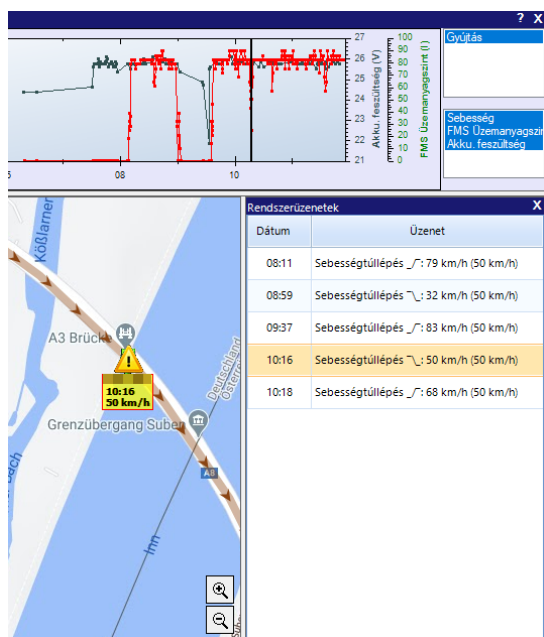 ? X
27
26
25
24
23
22
21
Akku. feszültség (V)
100
90
80
70
60
50
40
30
20
10
0
FMS Üzemanyagszint (l)
08
10
Gyújtás
Sebesség
FMS Üzemanyagszir
Akku. feszültség
Kößlarner
A3 Brücke
10:16
50 km/h
Grenzübergang Suben
Deutschland
Österre
A8
Inn
Bach
Sube
Rendszerüzenetek X
Dátum Üzenet
08:11 Sebességtúllépés _/‾: 79 km/h (50 km/h)
08:59 Sebességtúllépés ‾\_: 32 km/h (50 km/h)
09:37 Sebességtúllépés _/‾: 83 km/h (50 km/h)
10:16 Sebességtúllépés ‾\_: 50 km/h (50 km/h)
10:18 Sebességtúllépés _/‾: 68 km/h (50 km/h)